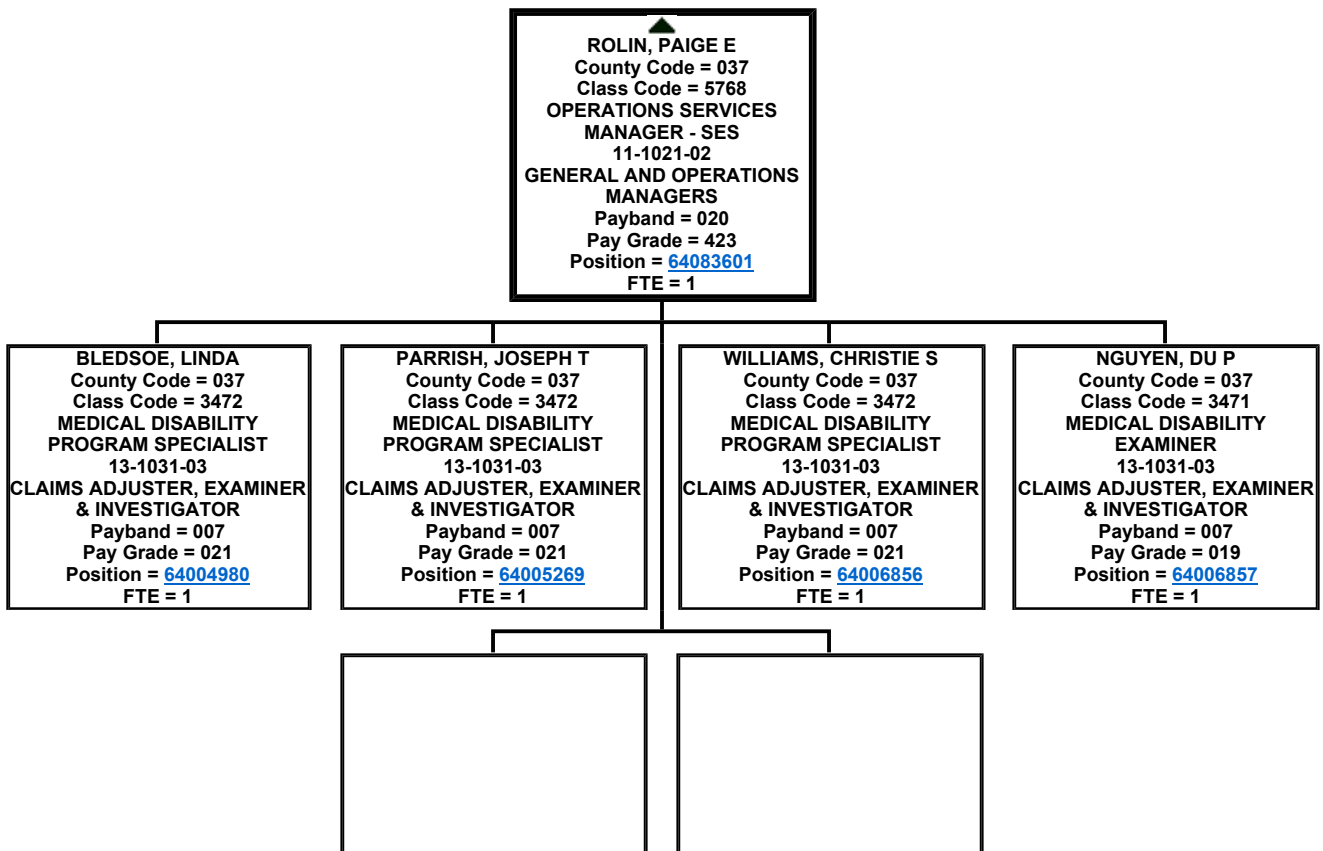 ROLIN, PAIGE E
County Code = 037
Class Code = 5768
OPERATIONS SERVICES
MANAGER - SES
11-1021-02
GENERAL AND OPERATIONS
MANAGERS
Payband = 020
Pay Grade = 423
Position = 64083601
FTE = 1
BLEDSOE, LINDA
County Code = 037
Class Code = 3472
MEDICAL DISABILITY
PROGRAM SPECIALIST
13-1031-03
CLAIMS ADJUSTER, EXAMINER
& INVESTIGATOR
Payband = 007
Pay Grade = 021
Position = 64004980
FTE = 1
PARRISH, JOSEPH T
County Code = 037
Class Code = 3472
MEDICAL DISABILITY
PROGRAM SPECIALIST
13-1031-03
CLAIMS ADJUSTER, EXAMINER
& INVESTIGATOR
Payband = 007
Pay Grade = 021
Position = 64005269
FTE = 1
WILLIAMS, CHRISTIE S
County Code = 037
Class Code = 3472
MEDICAL DISABILITY
PROGRAM SPECIALIST
13-1031-03
CLAIMS ADJUSTER, EXAMINER
& INVESTIGATOR
Payband = 007
Pay Grade = 021
Position = 64006856
FTE = 1
NGUYEN, DU P
County Code = 037
Class Code = 3471
MEDICAL DISABILITY
EXAMINER
13-1031-03
CLAIMS ADJUSTER, EXAMINER
& INVESTIGATOR
Payband = 007
Pay Grade = 019
Position = 64006857
FTE = 1